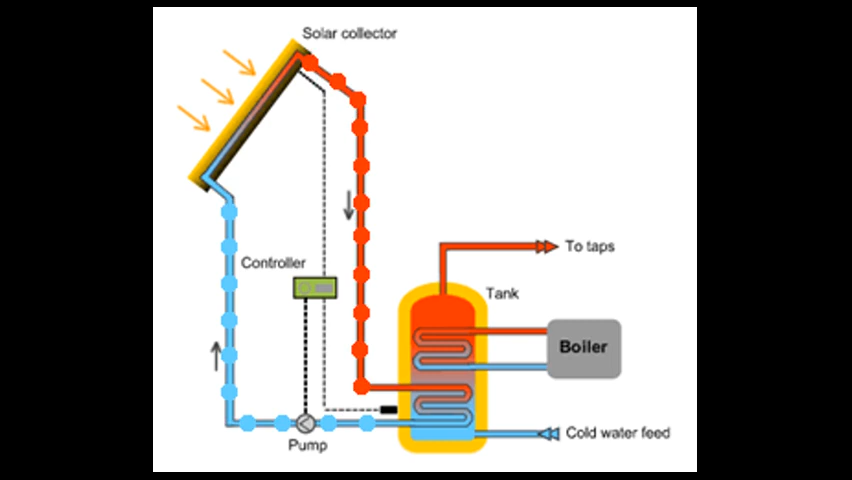 Solar collector
To taps
Controller
Tank
Boiler
Cold water feed
Pump